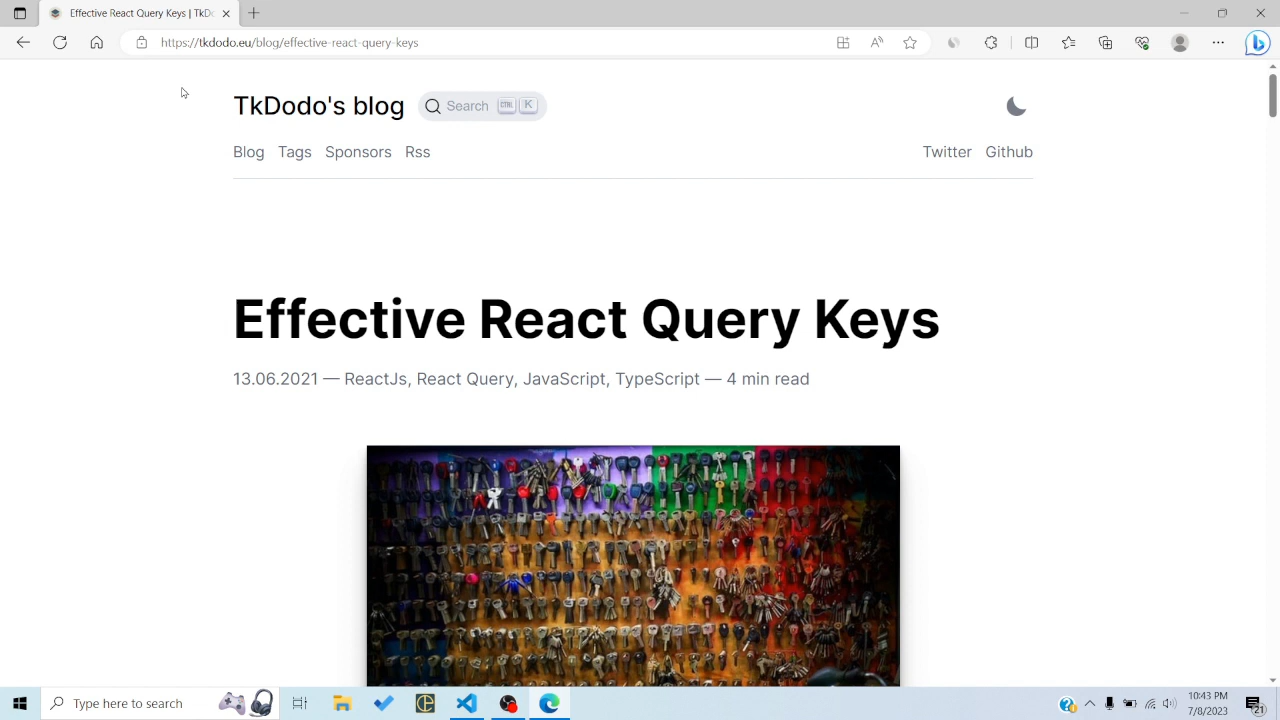 Effective React Query Keys | TkDo
https://tkdodo.eu/blog/effective-react-query-keys
TkDodo's blog
Search CTRL K
Blog Tags Sponsors Rss
Twitter Github
Effective React Query Keys
13.06.2021 — ReactJs, React Query, JavaScript, TypeScript — 4 min read
Type here to search
10:43 PM
7/8/2023
21